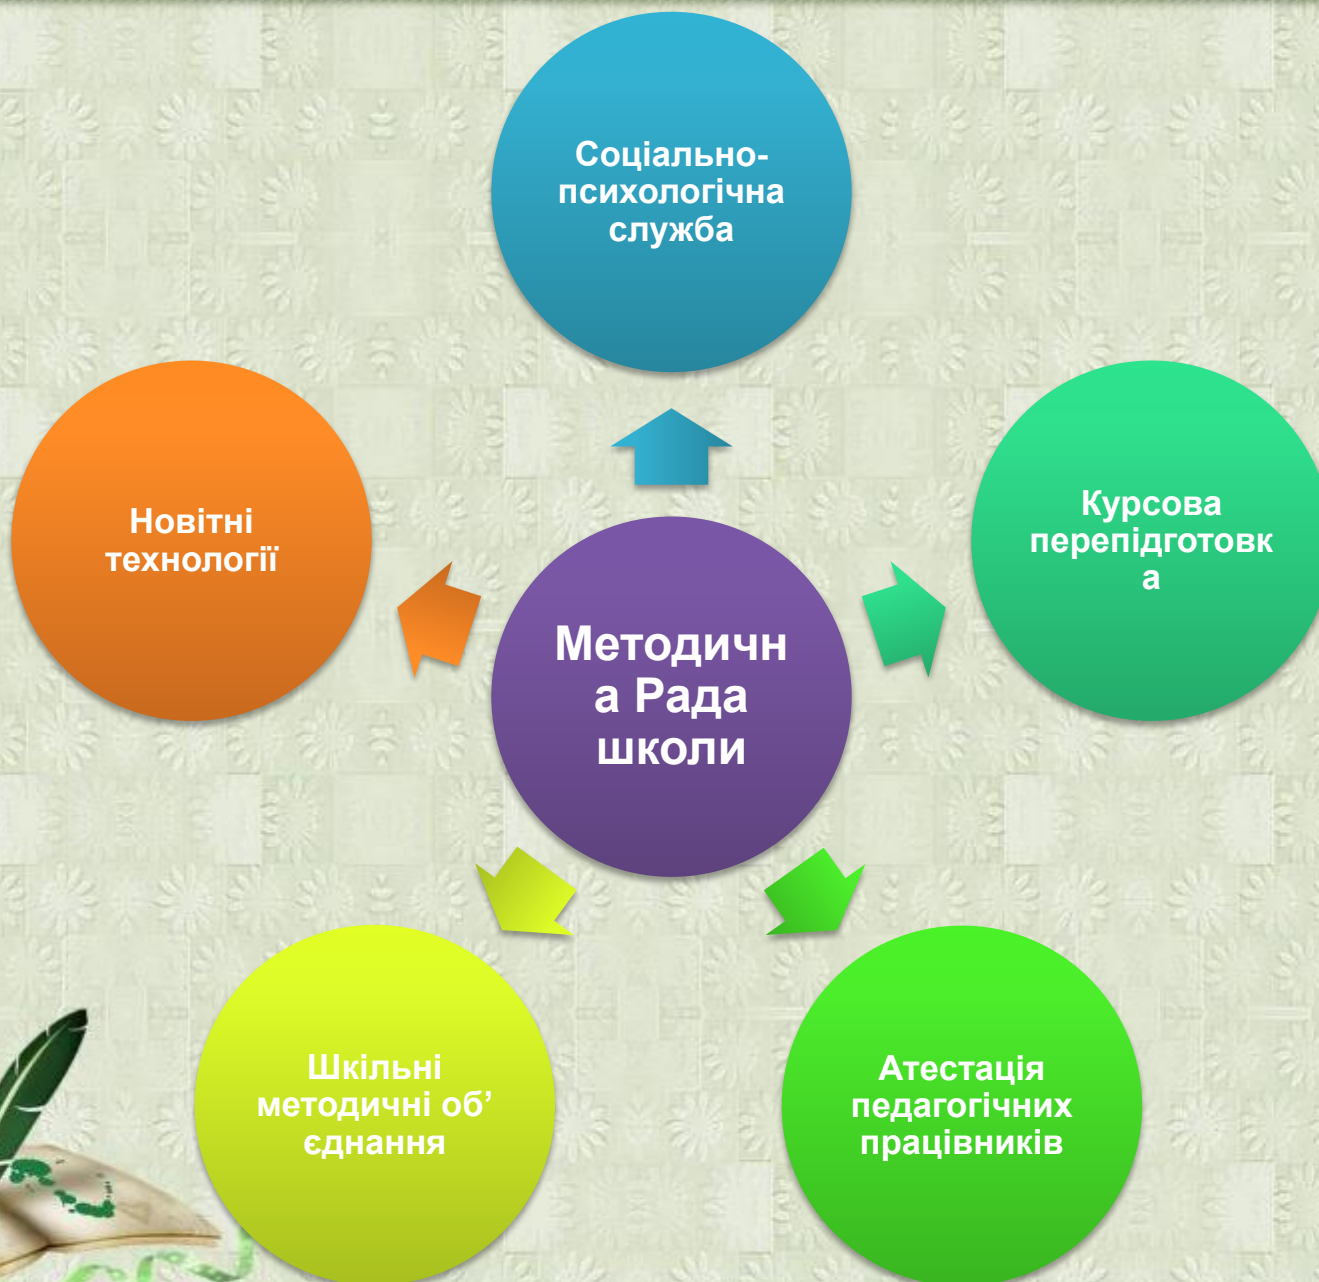 Соціально-
психологічна
служба
Новітні
технології
Курсова
перепідготовк
а
Методичн
а Рада
школи
Шкільні
методичні об’
єднання
Атестація
педагогічних
працівників